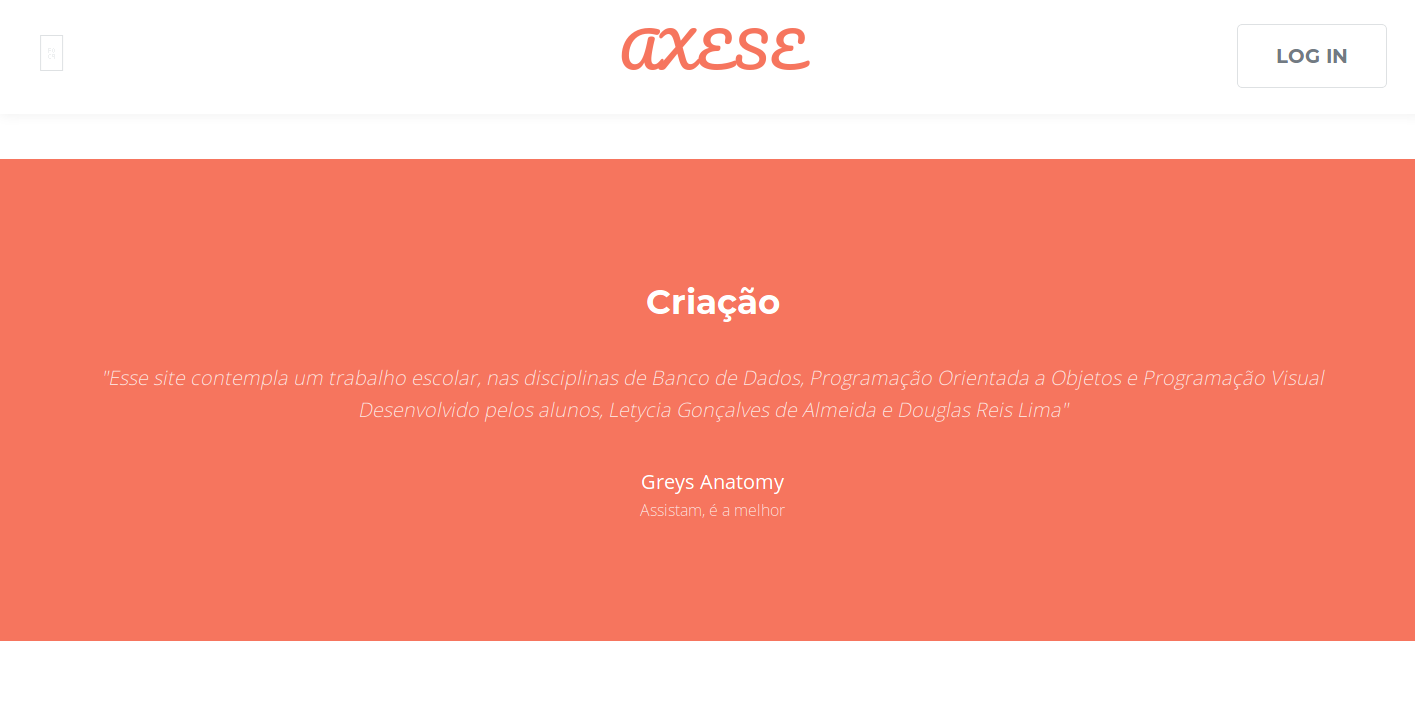 AXESE
LOG IN
Criação
"Esse site contempla um trabalho escolar, nas disciplinas de Banco de Dados, Programação Orientada a Objetos e Programação Visual
Desenvolvido pelos alunos, Letycia Gonçalves de Almeida e Douglas Reis Lima"
Greys Anatomy
Assistam, é a melhor